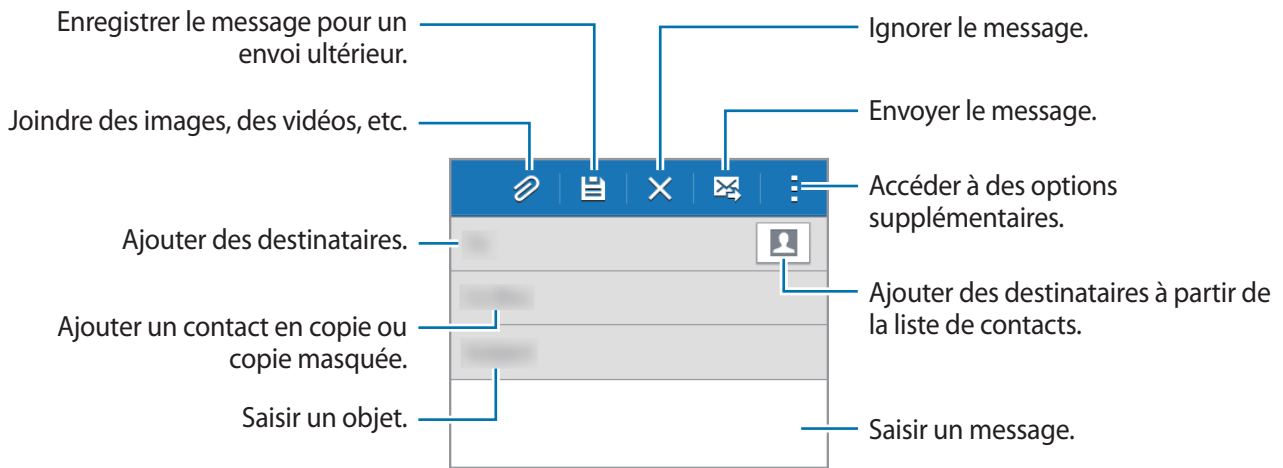 Enregistrer le message pour un
envoi ultérieur.
Joindre des images, des vidéos, etc.
Ajouter des destinataires.
Ajouter un contact en copie ou
copie masquée.
Saisir un objet.
Ignorer le message.
Envoyer le message.
Accéder à des options
supplémentaires.
Ajouter des destinataires à partir de
la liste de contacts.
Saisir un message.